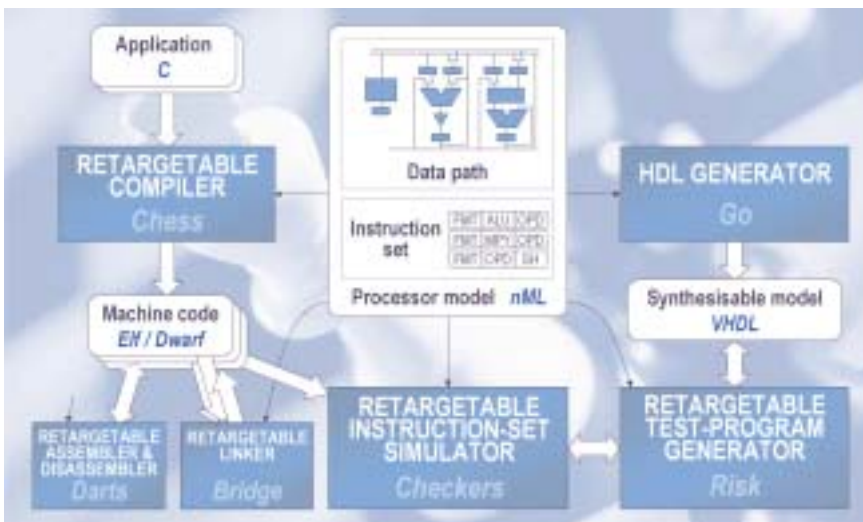 Application
C
RETARGETABLE
COMPILER
Chess
Data path
Instruction
set
FMT ALU OPD
FMT MPY OPD
FMT OPD SH
Processor model nML
HDL GENERATOR
Go
Synthesisable model
VHDL
Machine code
Elf / Dwarf
RETARGETABLE
ASSEMBLER &
DISASSEMBLER
Darts
RETARGETABLE
LINKER
Bridge
RETARGETABLE
INSTRUCTION-SET
SIMULATOR
Checkers
RETARGETABLE
TEST-PROGRAM
GENERATOR
Risk